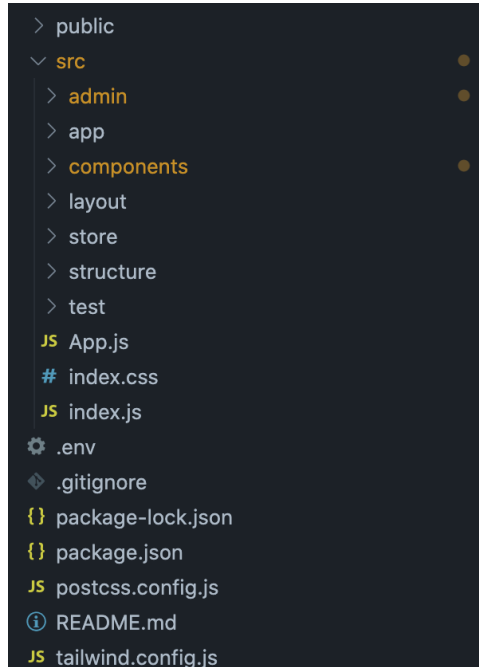 public
src
admin
app
components
layout
store
structure
test
JS App.js
# index.css
JS index.js
.env
.gitignore
{} package-lock.json
{} package.json
JS postcss.config.js
README.md
JS tailwind.config.js